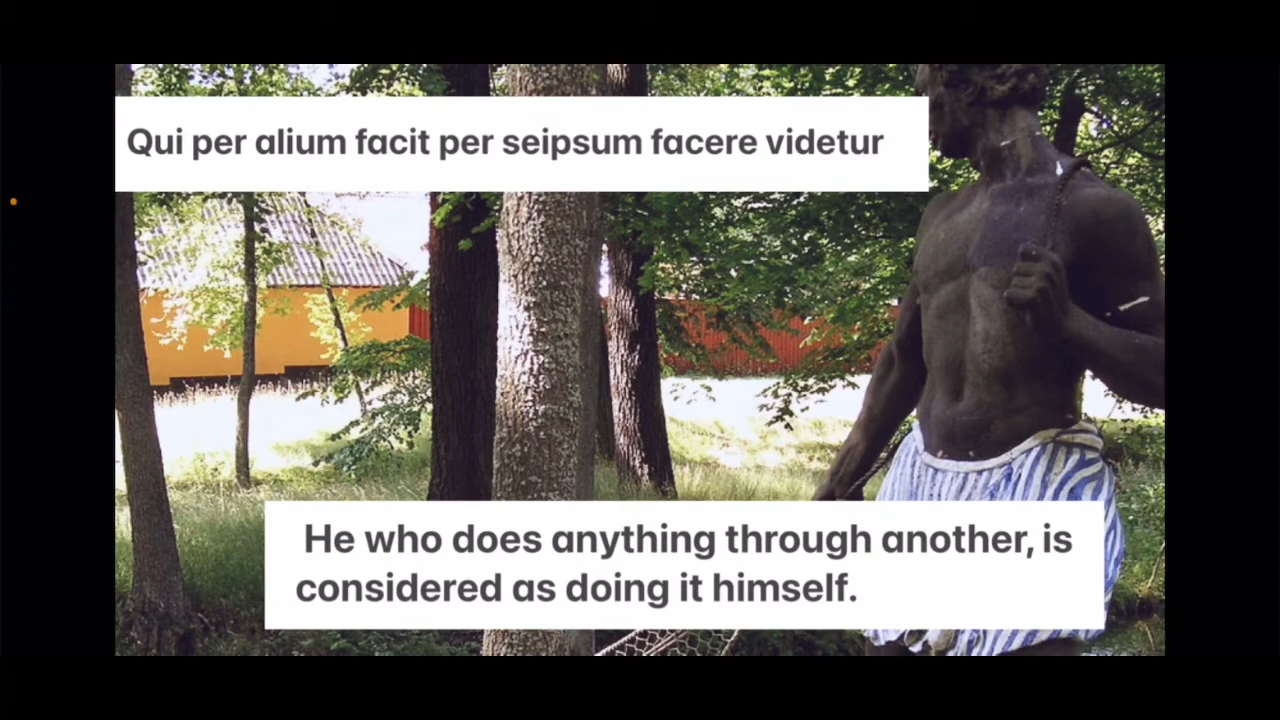 Qui per alium facit per seipsum facere videtur
He who does anything through another, is
considered as doing it himself.